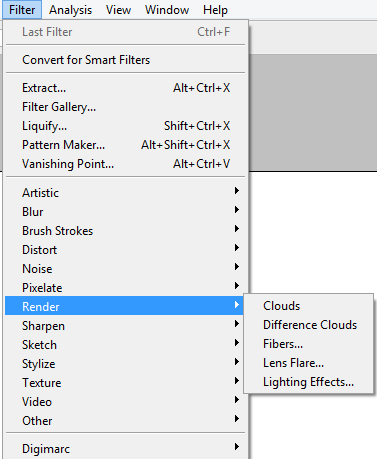 Filter Analysis View Window Help
Last Filter Ctrl+F
Convert for Smart Filters
Extract... Alt+Ctrl+X
Filter Gallery...
Liquify... Shift+Ctrl+X
Pattern Maker... Alt+Shift+Ctrl+X
Vanishing Point... Alt+Ctrl+V
Artistic
Blur
Brush Strokes
Distort
Noise
Pixelate
Render
Clouds
Difference Clouds
Fibers...
Lens Flare...
Lighting Effects...
Sharpen
Sketch
Stylize
Texture
Video
Other
Digimarc